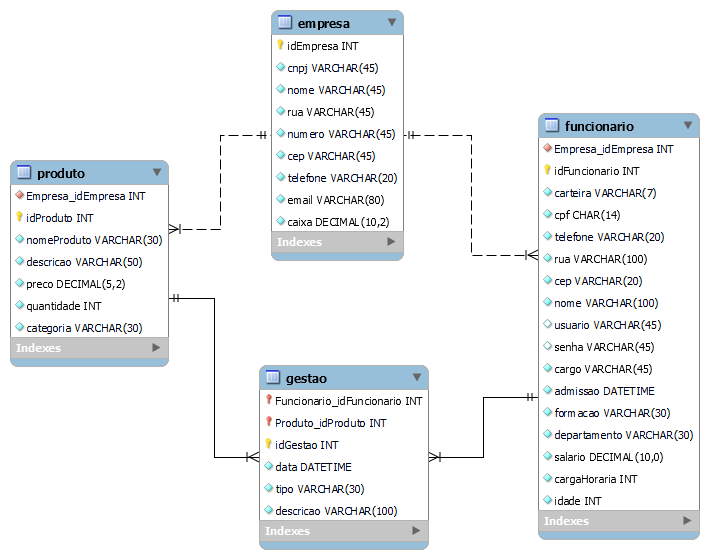 empresa
idEmpresa INT
cnpj VARCHAR(45)
nome VARCHAR(45)
rua VARCHAR(45)
numero VARCHAR(45)
cep VARCHAR(45)
telefone VARCHAR(20)
email VARCHAR(80)
caixa DECIMAL(10,2)
Indexes
produto
Empresa_idEmpresa INT
idProduto INT
nomeProduto VARCHAR(30)
descricao VARCHAR(50)
preco DECIMAL(5,2)
quantidade INT
categoria VARCHAR(30)
Indexes
funcionario
Empresa_idEmpresa INT
idFuncionario INT
carteira VARCHAR(7)
cpf CHAR(14)
telefone VARCHAR(20)
rua VARCHAR(100)
cep VARCHAR(20)
nome VARCHAR(100)
usuario VARCHAR(45)
senha VARCHAR(45)
cargo VARCHAR(45)
admissao DATETIME
formacao VARCHAR(30)
departamento VARCHAR(30)
salario DECIMAL(10,0)
cargaHoraria INT
idade INT
Indexes
gestao
Funcionario_idFuncionario INT
Produto_idProduto INT
idGestao INT
data DATETIME
tipo VARCHAR(30)
descricao VARCHAR(100)
Indexes